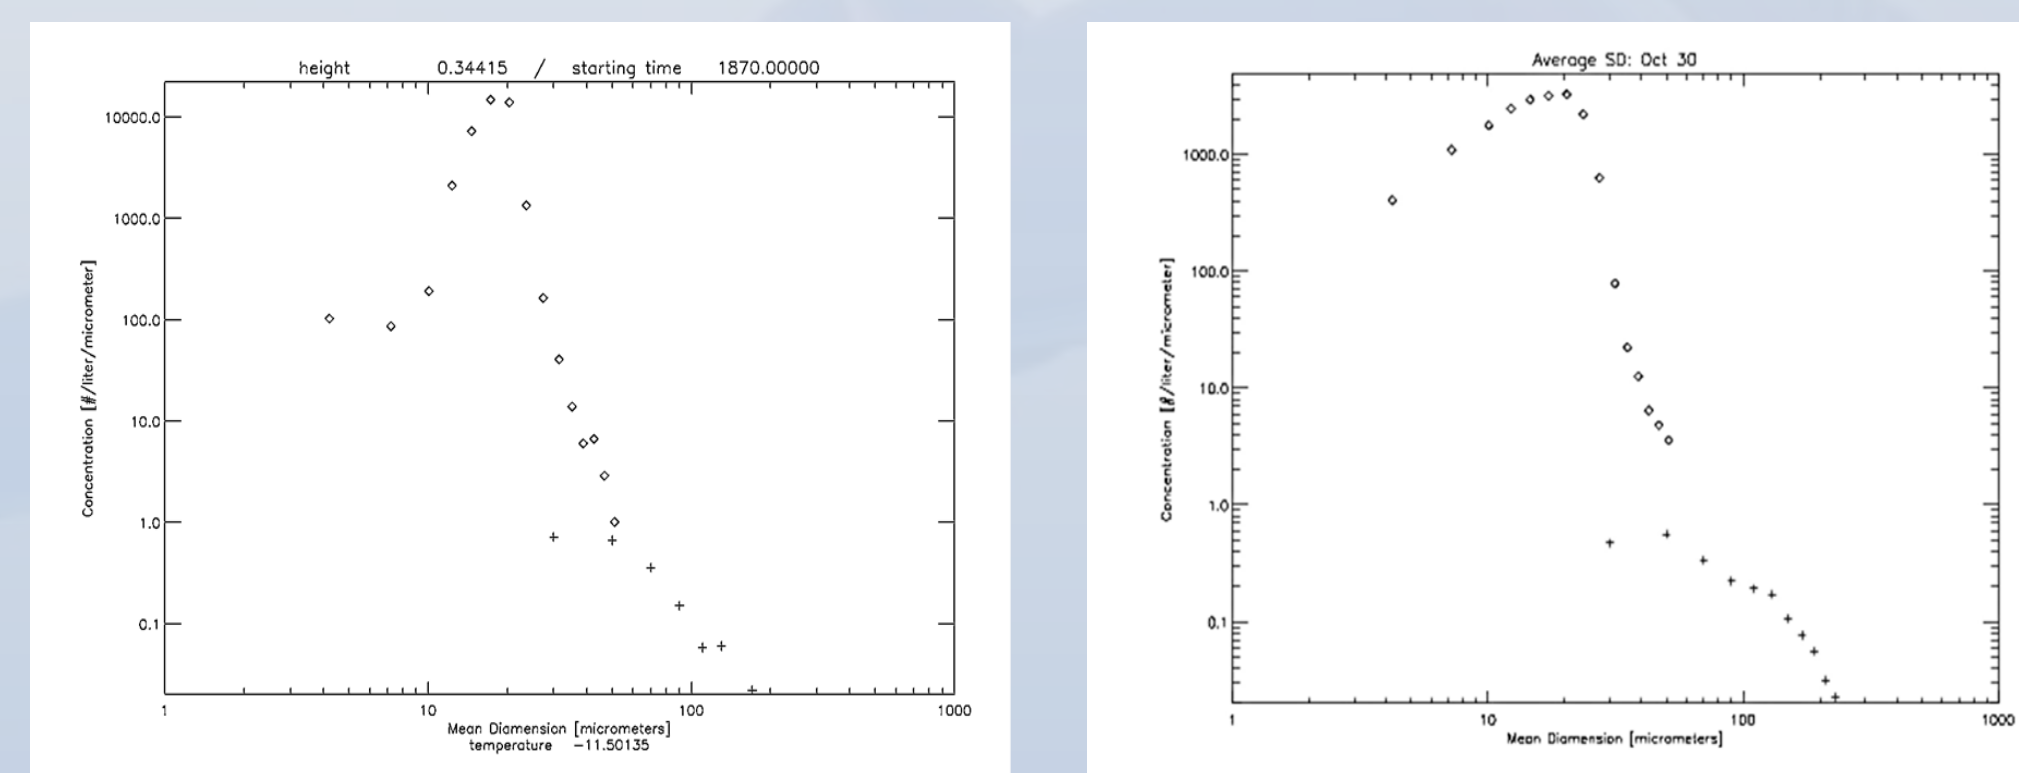 height 0.34415 / starting time 1870.00000
10000.0
1000.0
100.0
10.0
1.0
0.1
Concentration [#/liter/micrometer]
1 10 100 1000
Mean Diamension [micrometers]
temperature −11.50135
Average SD: Oct 30
1000.0
100.0
10.0
1.0
0.1
Concentration [#/liter/micrometer]
1 10 100 1000
Mean Diamension [micrometers]